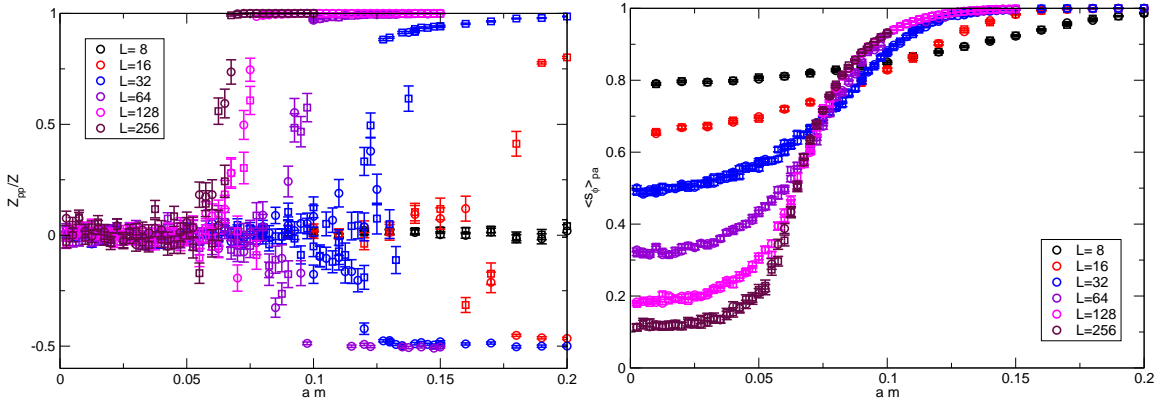 1
0.5
0
-0.5
Z_pp/Z
L= 8
L=16
L=32
L=64
L=128
L=256
0
0.05
0.1
0.15
0.2
a m
1
0.8
0.6
0.4
0.2
0
<s_φ>_pa
L= 8
L=16
L=32
L=64
L=128
L=256
0
0.05
0.1
0.15
0.2
a m